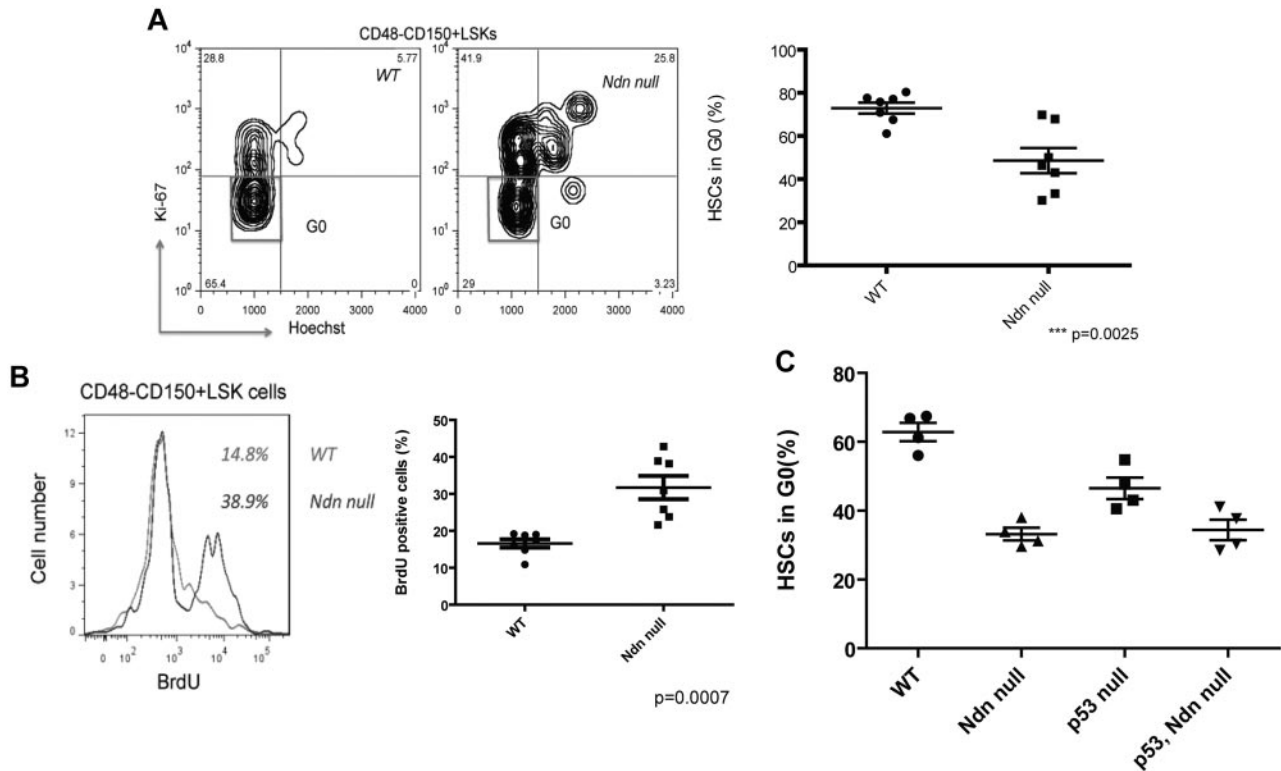 A
CD48-CD150+LSKs
28.8
5.77
WT
41.9
25.8
Ndn null
10^4
10^3
10^2
10^1
10^0
Ki-67
G0
G0
65.4
0
29
3.23
0 1000 2000 3000 4000
0 1000 2000 3000 4000
Hoechst
HSCs in G0 (%)
100
80
60
40
20
0
WT
Ndn null
*** p=0.0025
B
CD48-CD150+LSK cells
14.8% WT
38.9% Ndn null
Cell number
12
9
6
3
0
0 10^2 10^3 10^4 10^5
BrdU
BrdU positive cells (%)
50
40
30
20
10
0
WT
Ndn null
p=0.0007
C
HSCs in G0(%)
80
60
40
20
0
WT
Ndn null
p53 null
p53, Ndn null